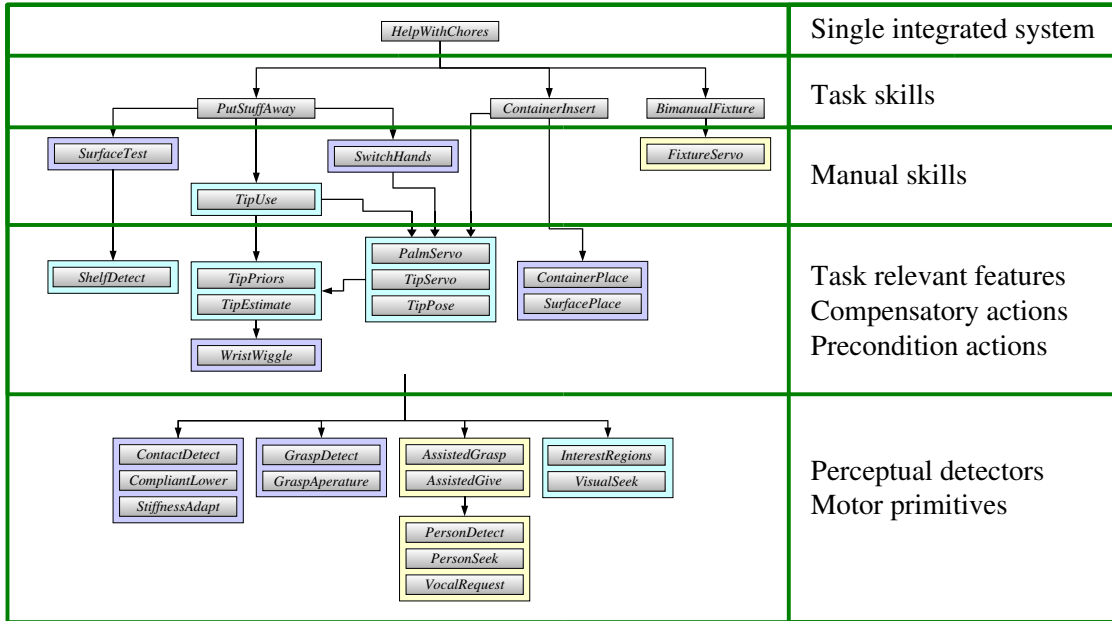 HelpWithChores
Single integrated system
PutStuffAway
ContainerInsert
BimanualFixture
Task skills
SurfaceTest
SwitchHands
FixtureServo
TipUse
Manual skills
ShelfDetect
TipPriors
TipEstimate
WristWiggle
PalmServo
TipServo
TipPose
ContainerPlace
SurfacePlace
Task relevant features
Compensatory actions
Precondition actions
ContactDetect
CompliantLower
StiffnessAdapt
GraspDetect
GraspAperature
AssistedGrasp
AssistedGive
PersonDetect
PersonSeek
VocalRequest
InterestRegions
VisualSeek
Perceptual detectors
Motor primitives